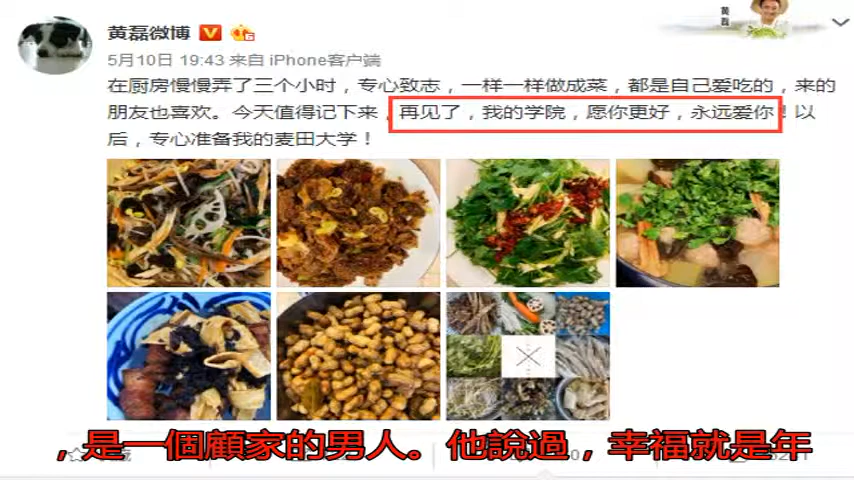 黄磊微博
黄磊
5月10日 19:43 来自 iPhone客户端
在厨房慢慢弄了三个小时，专心致志，一样一样做成菜，都是自己爱吃的，来的
朋友也喜欢。今天值得记下来，再见了，我的学院，愿你更好，永远爱你！以
后，专心准备我的麦田大学！
，是一個顧家的男人。他說過，幸福就是年